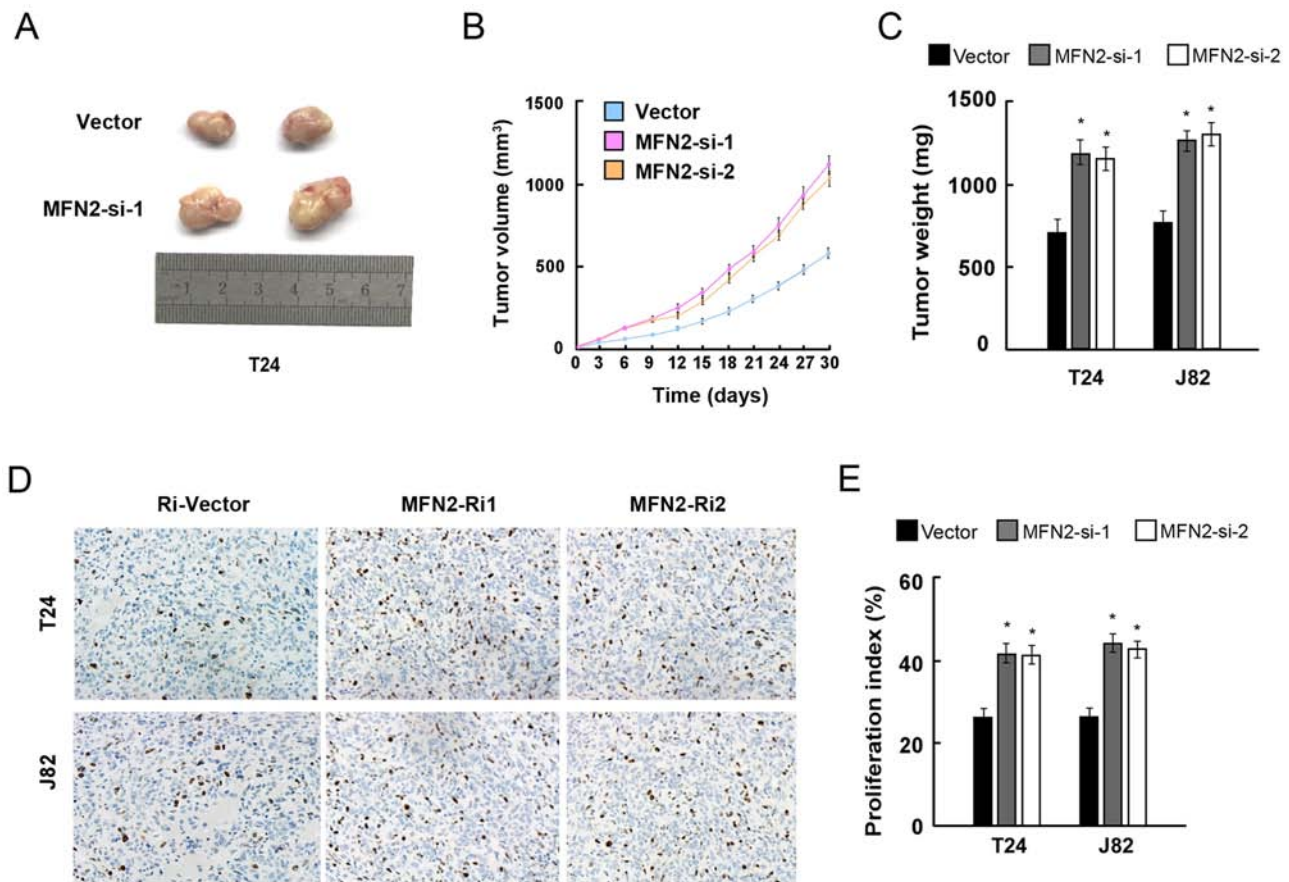 A
Vector
MFN2-si-1
1 2 3 4 5 6 7
T24
B
Vector
MFN2-si-1
MFN2-si-2
Tumor volume (mm³)
1500
1000
500
0
0 3 6 9 12 15 18 21 24 27 30
Time (days)
C
Vector MFN2-si-1 MFN2-si-2
Tumor weight (mg)
1500
1000
500
0
* * * *
T24 J82
D
Ri-Vector MFN2-Ri1 MFN2-Ri2
T24
J82
E
Vector MFN2-si-1 MFN2-si-2
Proliferation index (%)
60
40
20
0
* * * *
T24 J82